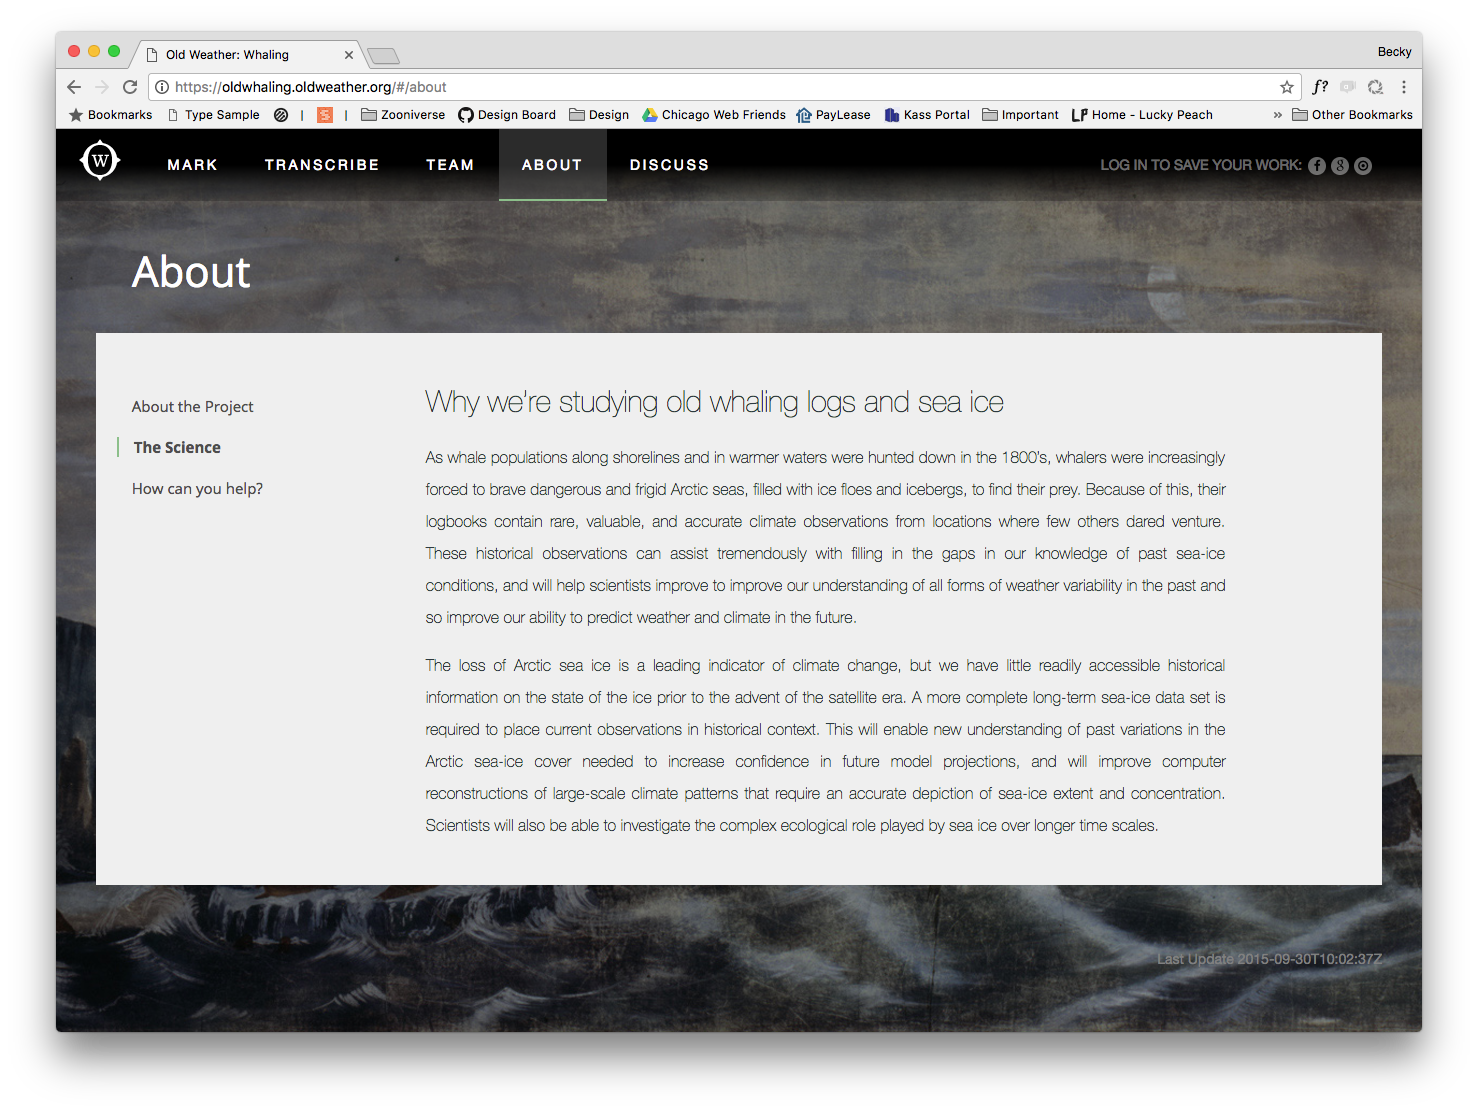 Old Weather: Whaling
Becky
https://oldwhaling.oldweather.org/#/about
f?
Bookmarks Type Sample | | Zooniverse Design Board Design Chicago Web Friends PayLease Kass Portal Important LP Home - Lucky Peach » Other Bookmarks
W MARK TRANSCRIBE TEAM ABOUT DISCUSS LOG IN TO SAVE YOUR WORK:
About
About the Project
The Science
How can you help?
Why we're studying old whaling logs and sea ice
As whale populations along shorelines and in warmer waters were hunted down in the 1800's, whalers were increasingly
forced to brave dangerous and frigid Arctic seas, filled with ice floes and icebergs, to find their prey. Because of this, their
logbooks contain rare, valuable, and accurate climate observations from locations where few others dared venture.
These historical observations can assist tremendously with filling in the gaps in our knowledge of past sea-ice
conditions, and will help scientists improve to improve our understanding of all forms of weather variability in the past and
so improve our ability to predict weather and climate in the future.
The loss of Arctic sea ice is a leading indicator of climate change, but we have little readily accessible historical
information on the state of the ice prior to the advent of the satellite era. A more complete long-term sea-ice data set is
required to place current observations in historical context. This will enable new understanding of past variations in the
Arctic sea-ice cover needed to increase confidence in future model projections, and will improve computer
reconstructions of large-scale climate patterns that require an accurate depiction of sea-ice extent and concentration.
Scientists will also be able to investigate the complex ecological role played by sea ice over longer time scales.
Last Update 2015-09-30T10:02:37Z